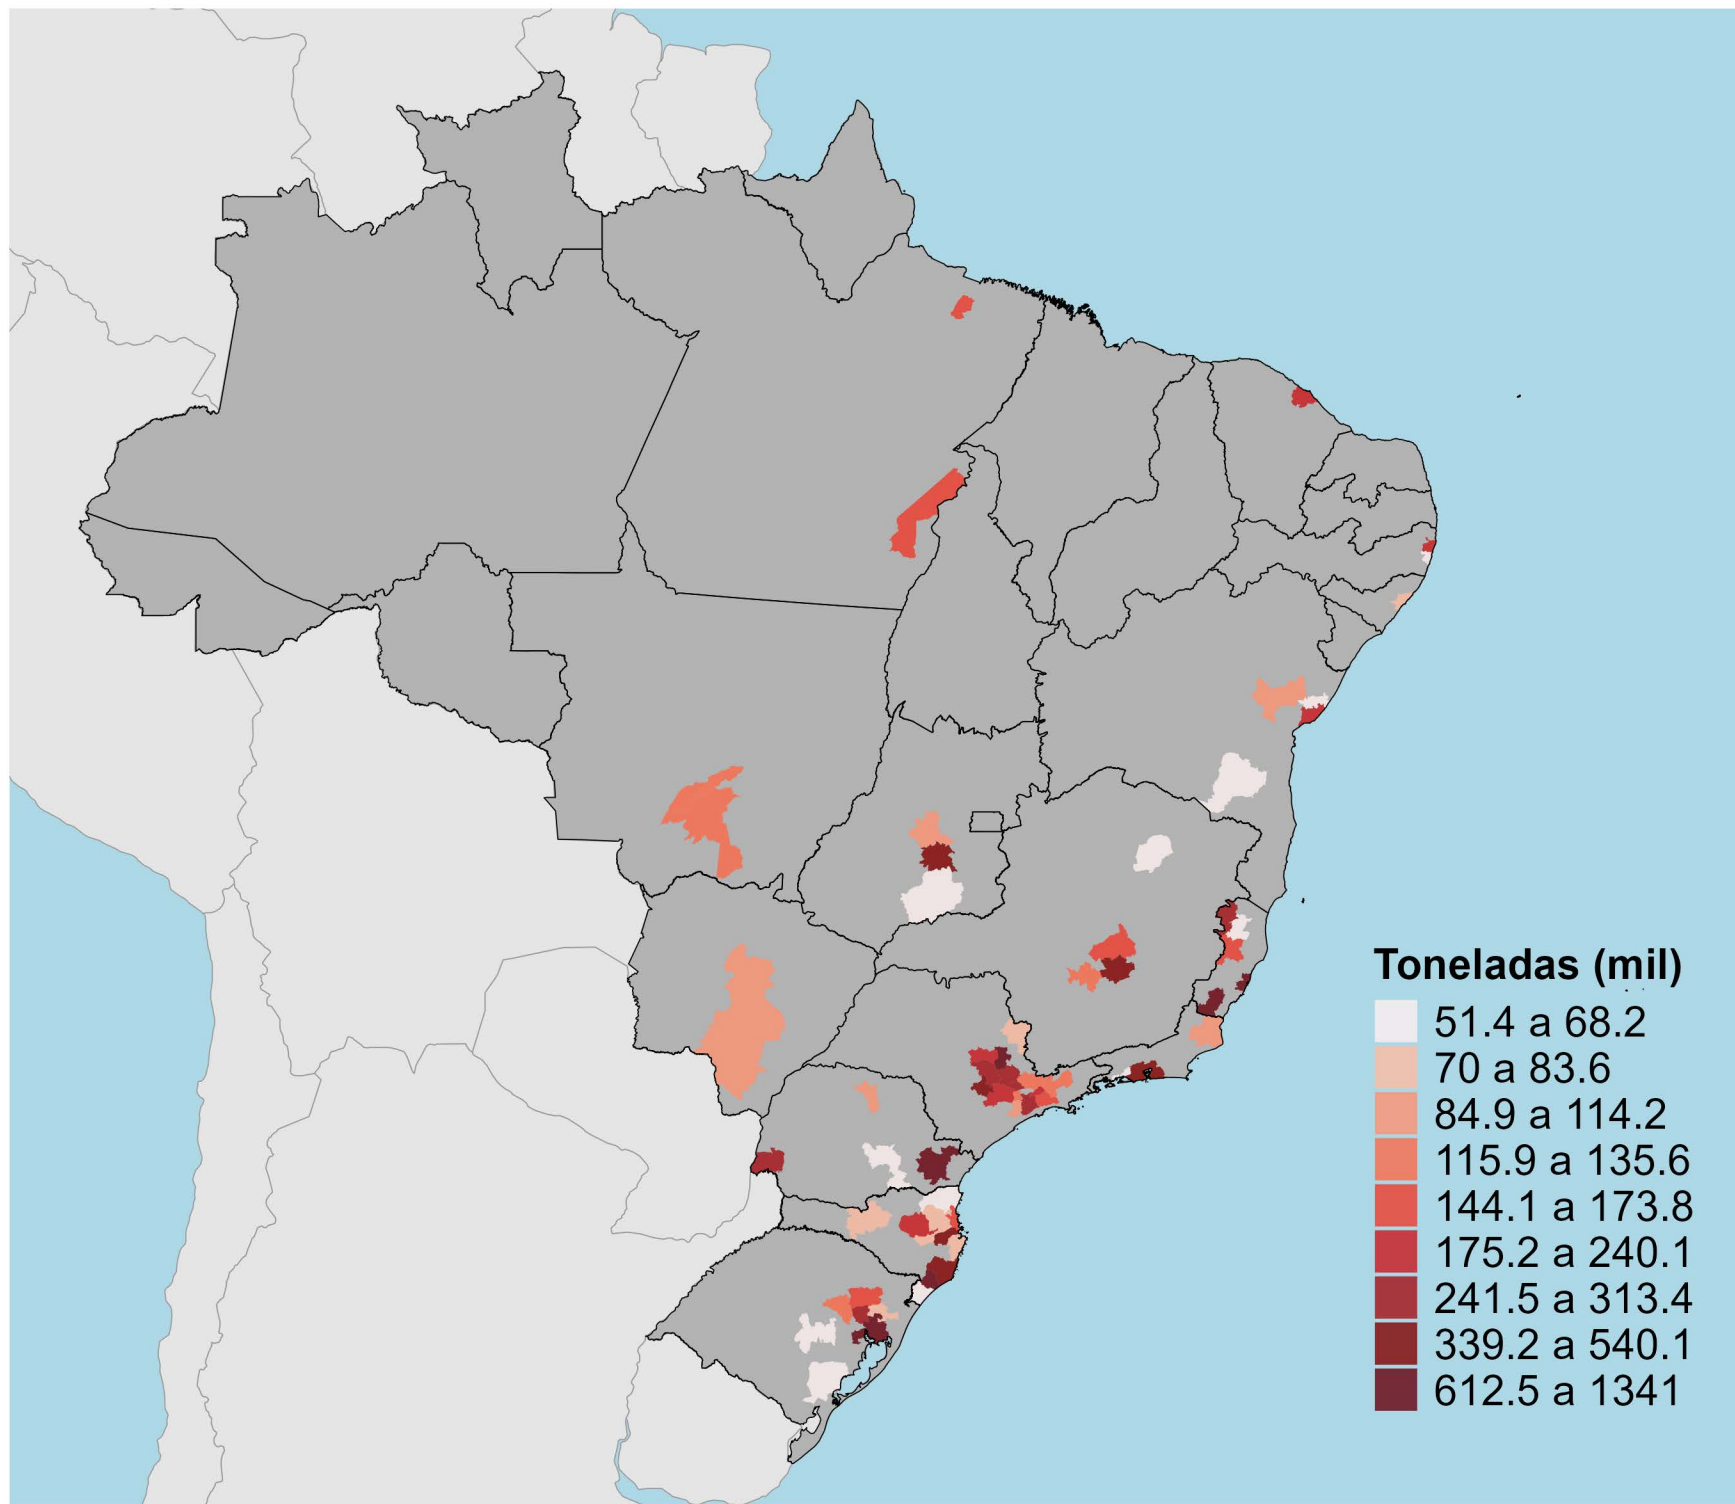 Toneladas (mil)
51.4 a 68.2
70 a 83.6
84.9 a 114.2
115.9 a 135.6
144.1 a 173.8
175.2 a 240.1
241.5 a 313.4
339.2 a 540.1
612.5 a 1341